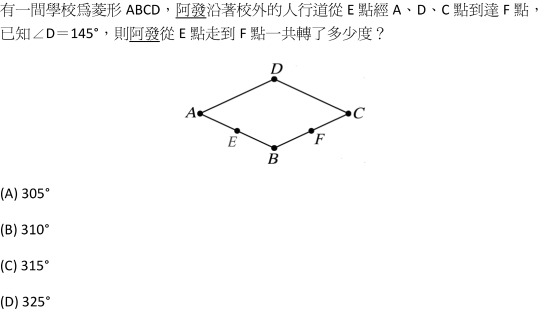 有一間學校為菱形 ABCD，阿發沿著校外的人行道從 E 點經 A、D、C 點到達 F 點，
已知∠D＝145°，則阿發從 E 點走到 F 點一共轉了多少度？
D
A
C
E
F
B
(A) 305°
(B) 310°
(C) 315°
(D) 325°